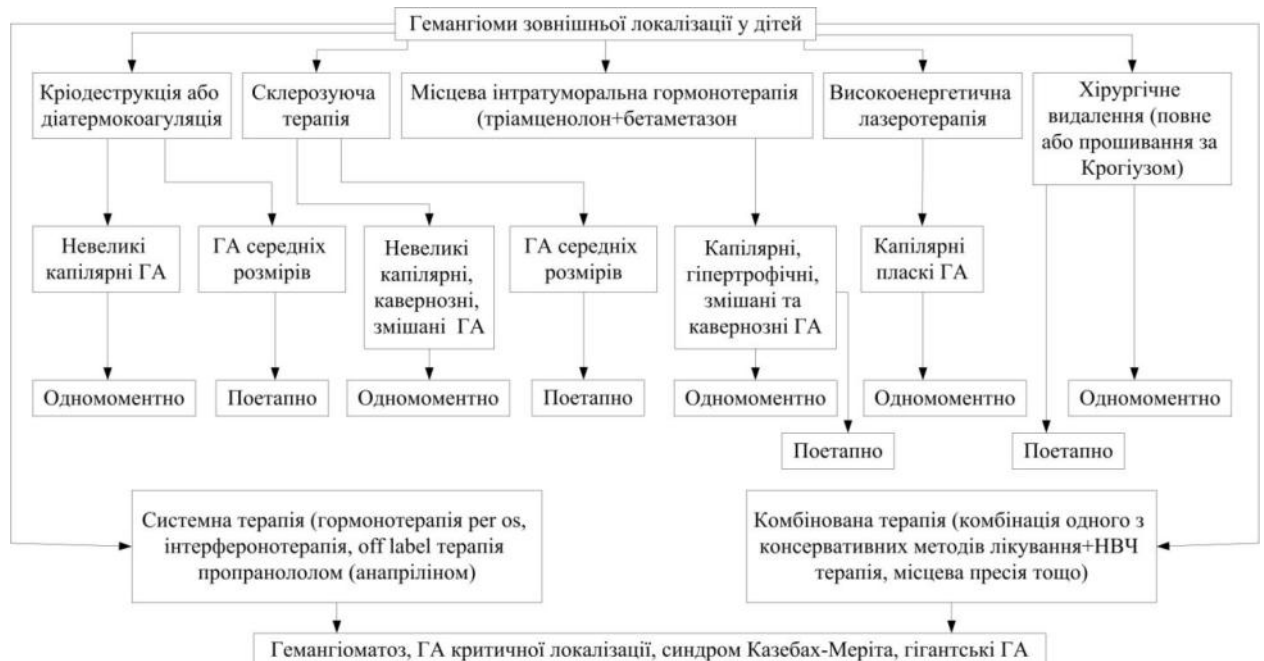 Гемангіоми зовнішньої локалізації у дітей
Кріодеструкція або
діатермокоагуляція
Склерозуюча
терапія
Місцева інтратуморальна гормонотерапія
(тріамценолон+бетаметазон
Високоенергетична
лазеротерапія
Хірургічне
видалення (повне
або прошивання за
Крогіузом)
Невеликі
капілярні ГА
ГА середніх
розмірів
Невеликі
капілярні,
кавернозні,
змішані ГА
ГА середніх
розмірів
Капілярні,
гіпертрофічні,
змішані та
кавернозні ГА
Капілярні
пласкі ГА
Одномоментно
Поетапно
Одномоментно
Поетапно
Одномоментно
Одномоментно
Одномоментно
Поетапно
Поетапно
Системна терапія (гормонотерапія per os,
інтерферонотерапія, off label терапія
пропранололом (анапріліном)
Комбінована терапія (комбінація одного з
консервативних методів лікування+НВЧ
терапія, місцева пресія тощо)
Гемангіоматоз, ГА критичної локалізації, синдром Казебах-Меріта, гігантські ГА